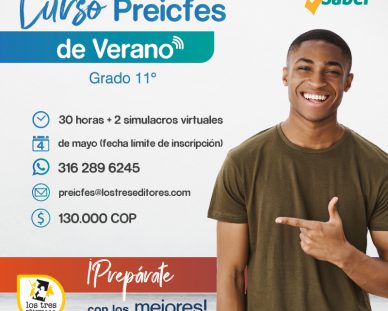 Curso Preicfes
Saber
de Verano
Grado 11°
30 horas + 2 simulacros virtuales
4
de mayo (fecha límite de inscripción)
316 289 6245
preicfes@lostreseditores.com
$ 130.000 COP
¡Prepárate
los tres
con los mejores!